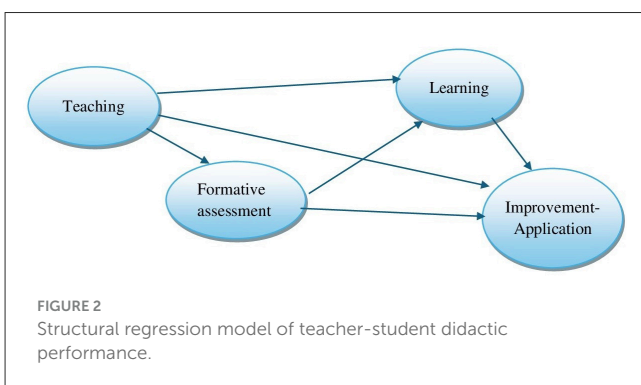 Teaching
Learning
Formative
assessment
Improvement-
Application
FIGURE 2
Structural regression model of teacher-student didactic
performance.